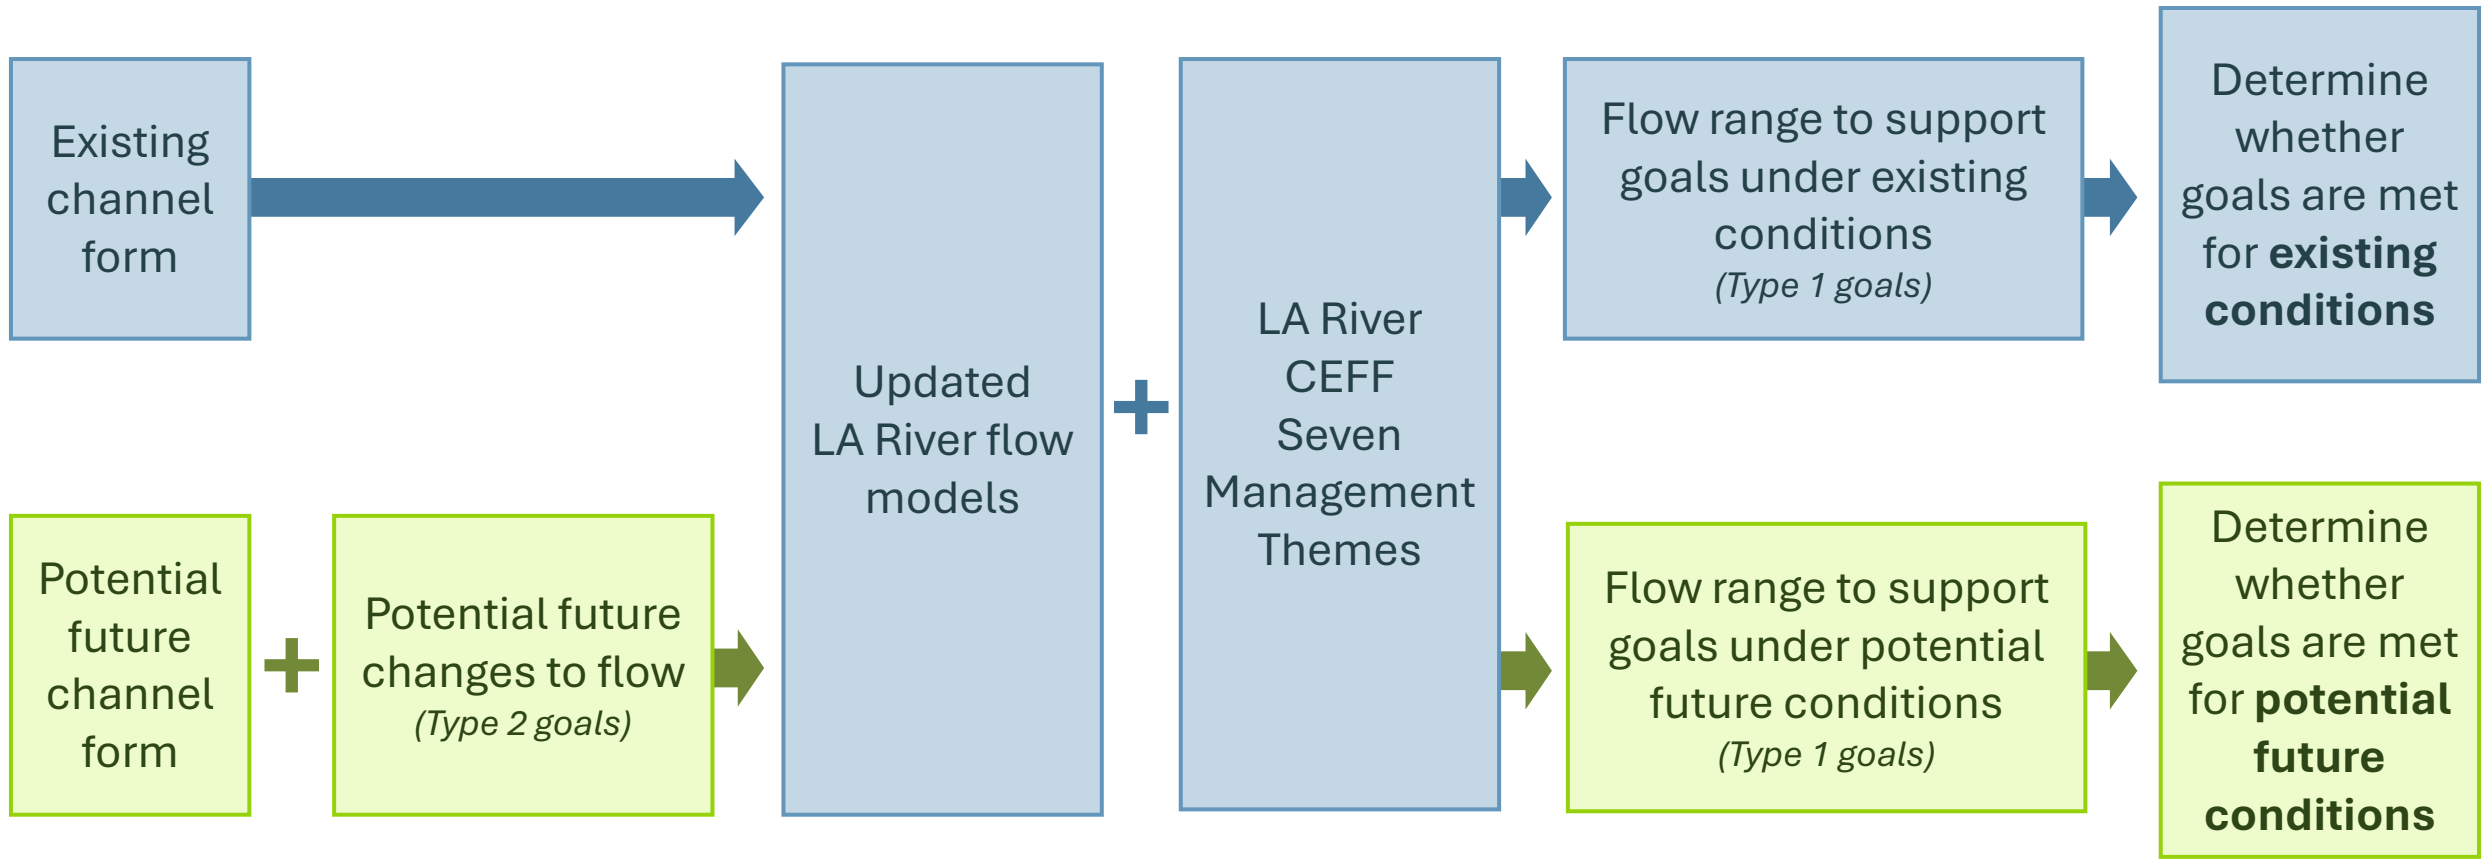 Existing
channel
form
Potential
future
channel
form
+
Potential future
changes to flow
(Type 2 goals)
Updated
LA River flow
models
+
LA River
CEFF
Seven
Management
Themes
Flow range to support
goals under existing
conditions
(Type 1 goals)
Determine
whether
goals are met
for existing
conditions
Flow range to support
goals under potential
future conditions
(Type 1 goals)
Determine
whether
goals are met
for potential
future
conditions